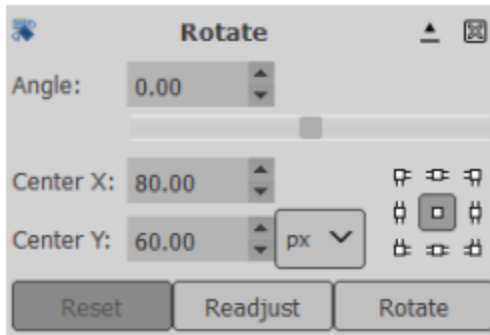 Rotate
Angle: 0.00
Center X: 80.00
Center Y: 60.00 px
Reset Readjust Rotate